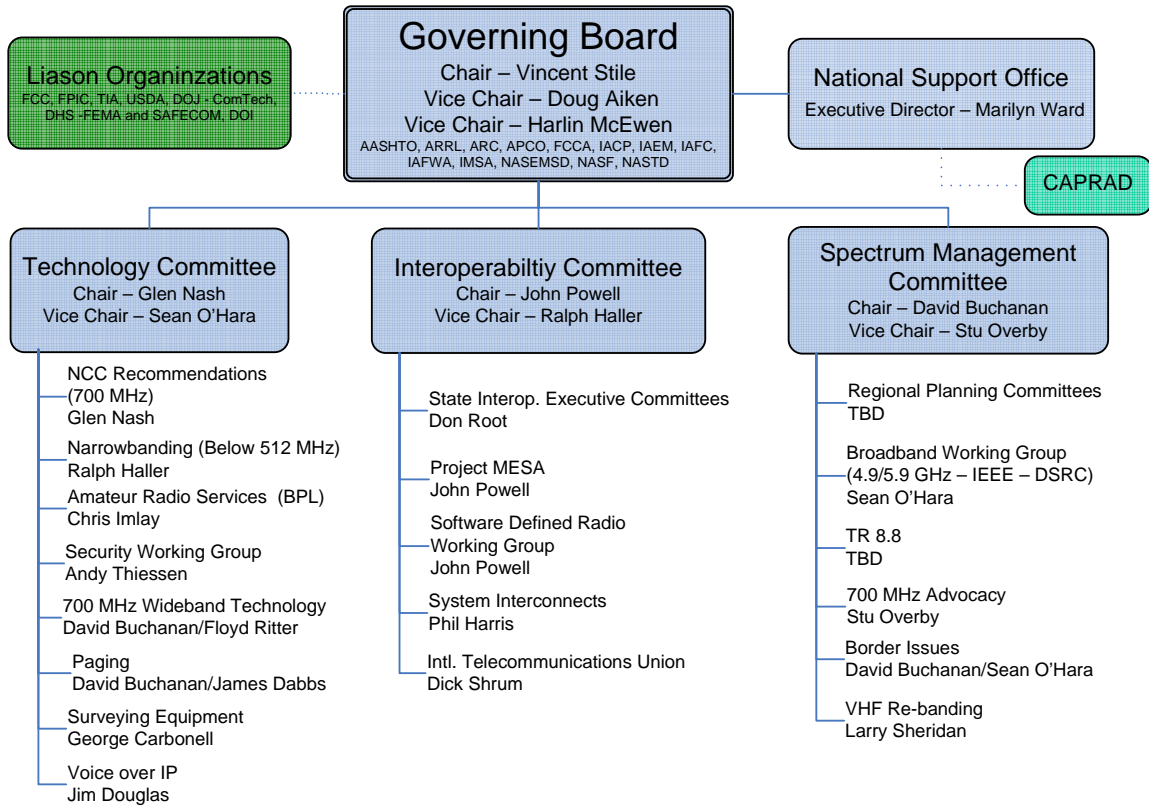 Governing Board
Chair – Vincent Stile
Vice Chair – Doug Aiken
Vice Chair – Harlin McEwen
AASHTO, ARRL, ARC, APCO, FCCA, IACP, IAEM, IAFC,
IAFWA, IMSA, NASEMSD, NASF, NASTD
Liason Organinzations
FCC, FPIC, TIA, USDA, DOJ - ComTech,
DHS -FEMA and SAFECOM, DOI
National Support Office
Executive Director – Marilyn Ward
CAPRAD
Technology Committee
Chair – Glen Nash
Vice Chair – Sean O’Hara
NCC Recommendations
(700 MHz)
Glen Nash
Narrowbanding (Below 512 MHz)
Ralph Haller
Amateur Radio Services (BPL)
Chris Imlay
Security Working Group
Andy Thiessen
700 MHz Wideband Technology
David Buchanan/Floyd Ritter
Paging
David Buchanan/James Dabbs
Surveying Equipment
George Carbonell
Voice over IP
Jim Douglas
Interoperabiltiy Committee
Chair – John Powell
Vice Chair – Ralph Haller
State Interop. Executive Committees
Don Root
Project MESA
John Powell
Software Defined Radio
Working Group
John Powell
System Interconnects
Phil Harris
Intl. Telecommunications Union
Dick Shrum
Spectrum Management
Committee
Chair – David Buchanan
Vice Chair – Stu Overby
Regional Planning Committees
TBD
Broadband Working Group
(4.9/5.9 GHz – IEEE – DSRC)
Sean O’Hara
TR 8.8
TBD
700 MHz Advocacy
Stu Overby
Border Issues
David Buchanan/Sean O’Hara
VHF Re-banding
Larry Sheridan